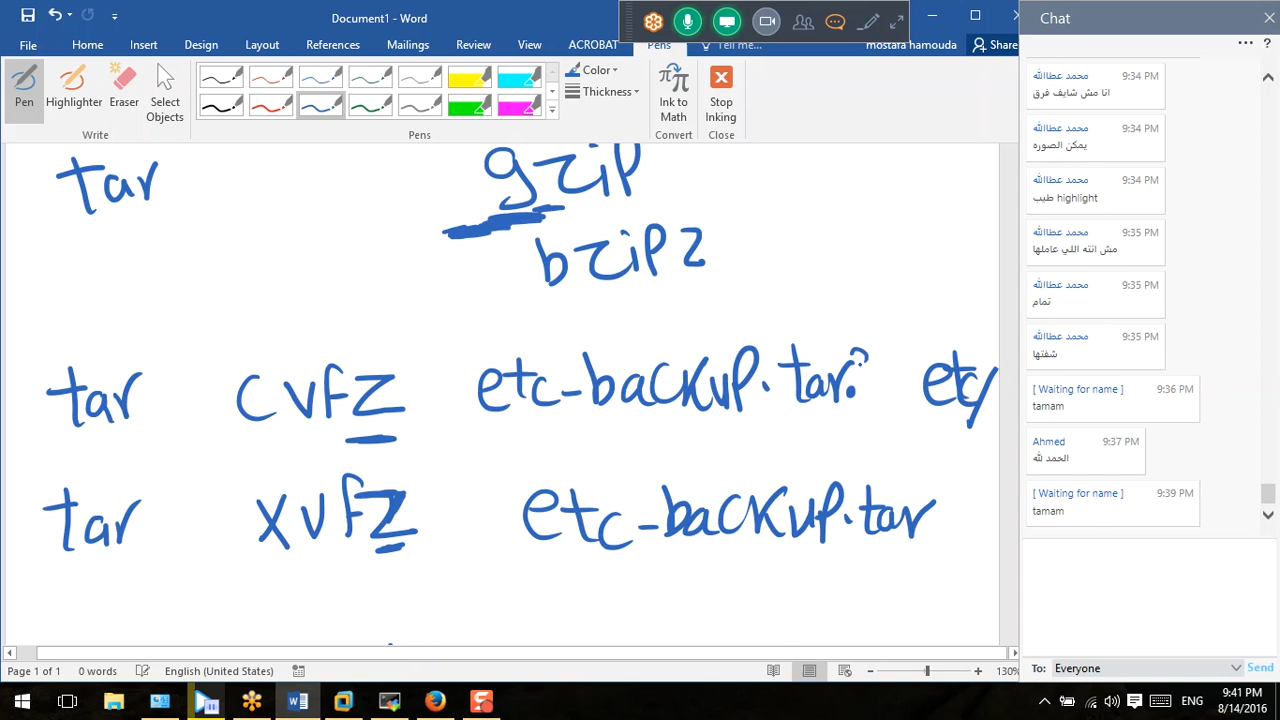 Document1 - Word
File
Home
Insert
Design
Layout
References
Mailings
Review
View
ACROBAT
Pens
Tell me...
mostafa hamouda
Share
Pen
Highlighter
Eraser
Select Objects
Color
Thickness
Ink to Math
Stop Inking
Write
Pens
Convert
Close
tar gzip
bzip2
tar cvfz etc-backup.tar. etc/
tar xvfz etc-backup.tar
Page 1 of 1
0 words
English (United States)
130%
Chat
محمد عطاالله 9:34 PM
انا مش شايف فرق
محمد عطاالله 9:34 PM
يمكن الصوره
محمد عطاالله 9:34 PM
طيب highlight
محمد عطاالله 9:35 PM
مش انته اللي عاملها
محمد عطاالله 9:35 PM
تمام
محمد عطاالله 9:35 PM
شفتها
[ Waiting for name ] 9:36 PM
tamam
Ahmed 9:37 PM
الحمد لله
[ Waiting for name ] 9:39 PM
tamam
To: Everyone Send
ENG
9:41 PM
8/14/2016